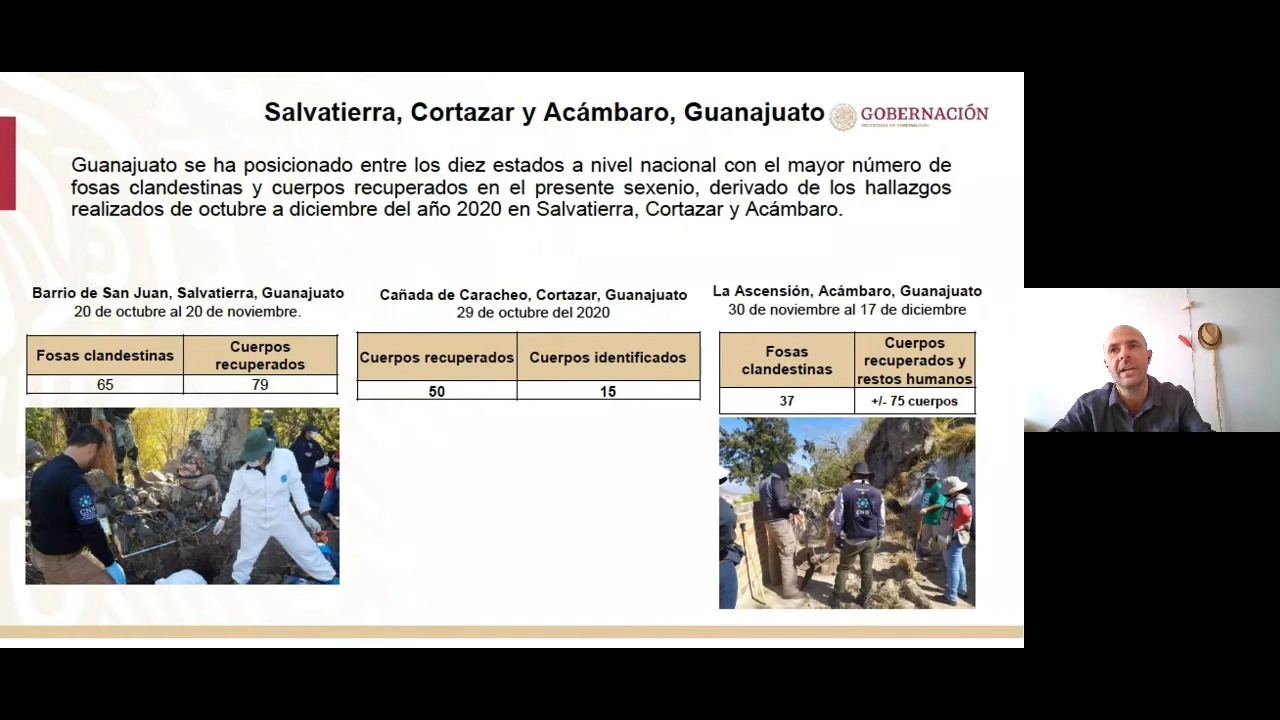 Salvatierra, Cortazar y Acámbaro, Guanajuato
GOBERNACIÓN
SECRETARÍA DE GOBERNACIÓN
Guanajuato se ha posicionado entre los diez estados a nivel nacional con el mayor número de
fosas clandestinas y cuerpos recuperados en el presente sexenio, derivado de los hallazgos
realizados de octubre a diciembre del año 2020 en Salvatierra, Cortazar y Acámbaro.
Barrio de San Juan, Salvatierra, Guanajuato
20 de octubre al 20 de noviembre.
Fosas clandestinas
Cuerpos
recuperados
65
79
Cañada de Caracheo, Cortazar, Guanajuato
29 de octubre del 2020
Cuerpos recuperados
Cuerpos identificados
50
15
La Ascensión, Acámbaro, Guanajuato
30 de noviembre al 17 de diciembre
Fosas
clandestinas
Cuerpos
recuperados y
restos humanos
37
+/- 75 cuerpos
CNB
CNB